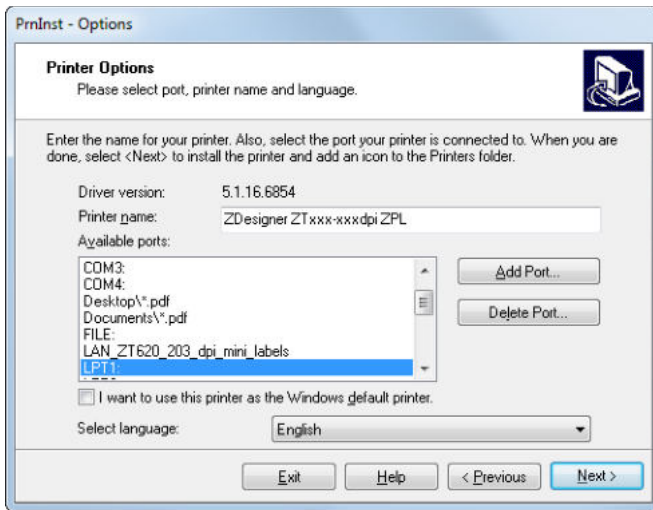 PrnInst - Options
Printer Options
Please select port, printer name and language.
Enter the name for your printer. Also, select the port your printer is connected to. When you are
done, select <Next> to install the printer and add an icon to the Printers folder.
Driver version: 5.1.16.6854
Printer name: ZDesigner ZTxxx-xxxdpi ZPL
Available ports:
COM3:
COM4:
Desktop\*.pdf
Documents\*.pdf
FILE:
LAN_ZT620_203_dpi_mini_labels
LPT1:
Add Port...
Delete Port...
I want to use this printer as the Windows default printer.
Select language: English
Exit Help < Previous Next >